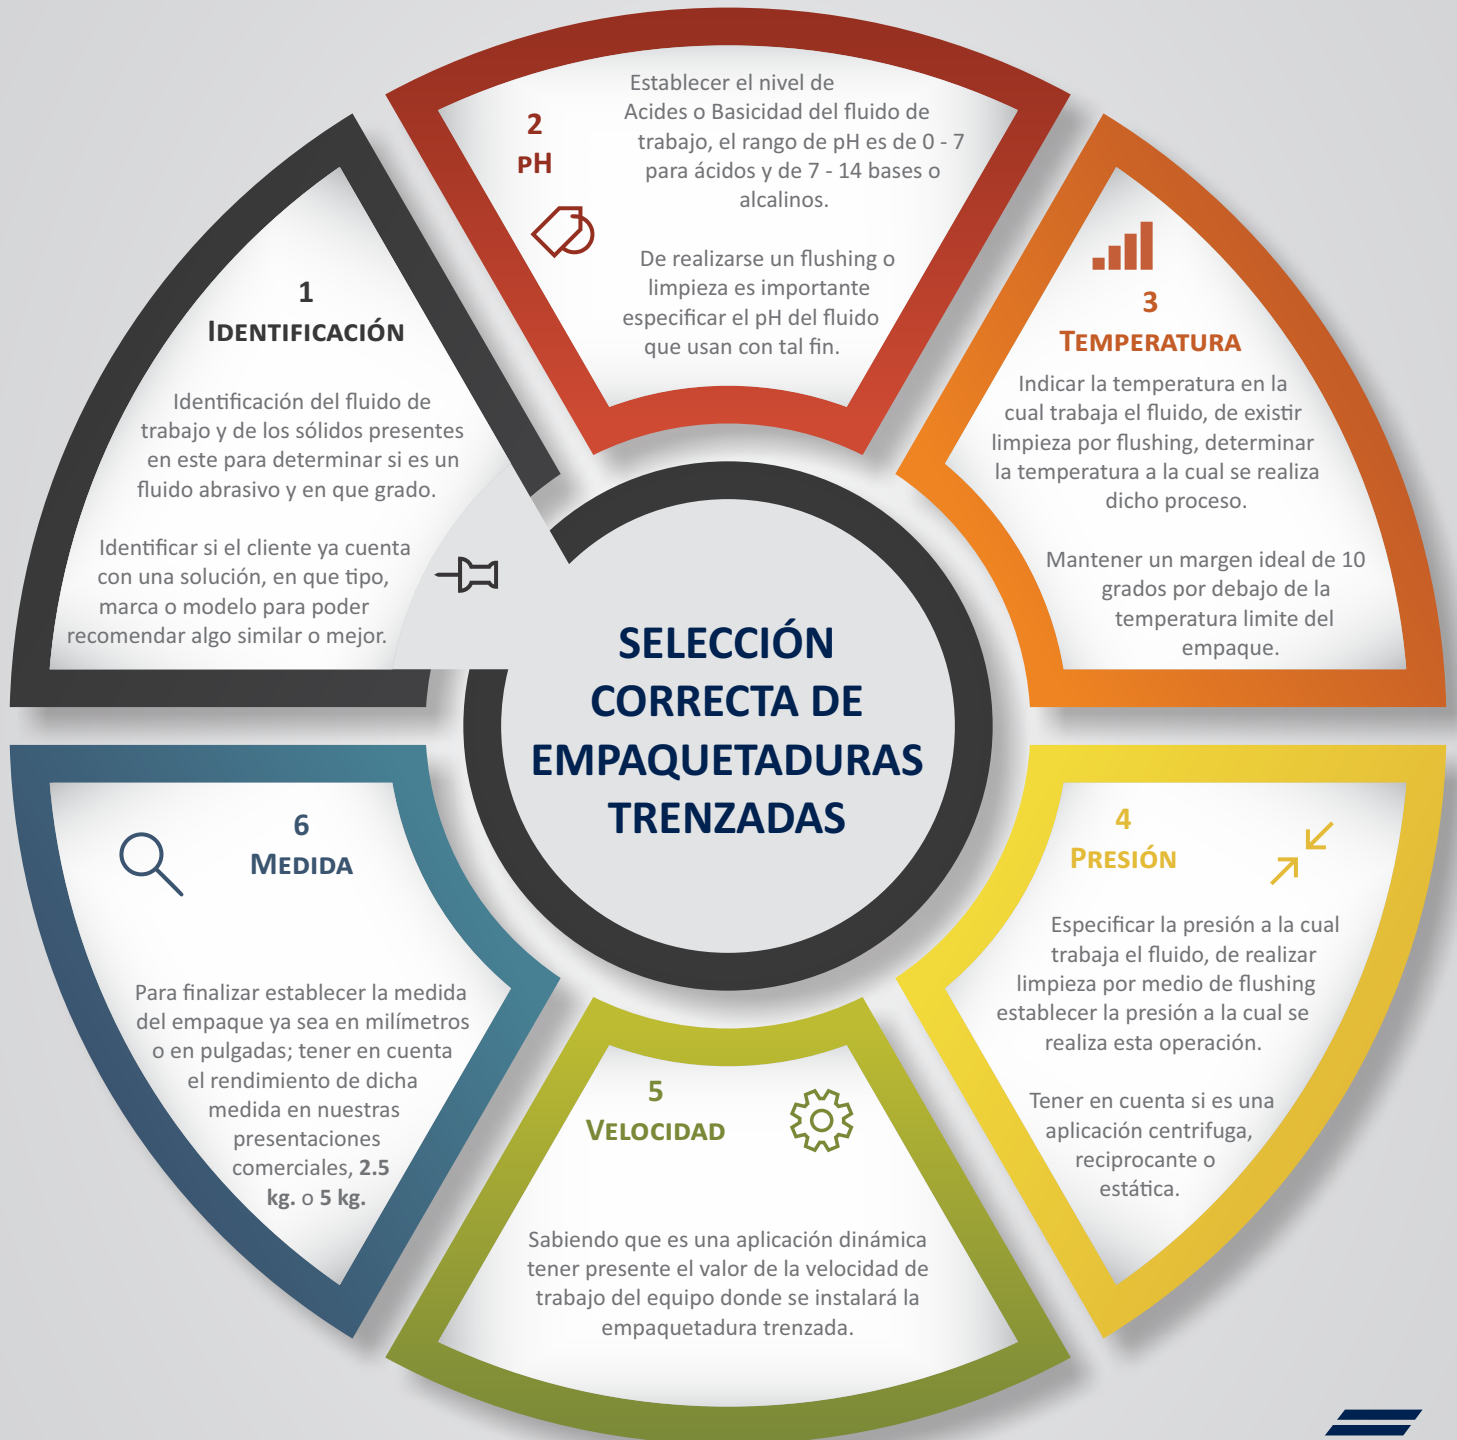 1
IDENTIFICACIÓN
Identificación del fluido de
trabajo y de los sólidos presentes
en este para determinar si es un
fluido abrasivo y en que grado.
Identificar si el cliente ya cuenta
con una solución, en que tipo,
marca o modelo para poder
recomendar algo similar o mejor.
2
PH
Establecer el nivel de
Acides o Basicidad del fluido de
trabajo, el rango de pH es de 0 - 7
para ácidos y de 7 - 14 bases o
alcalinos.
De realizarse un flushing o
limpieza es importante
especificar el pH del fluido
que usan con tal fin.
3
TEMPERATURA
Indicar la temperatura en la
cual trabaja el fluido, de existir
limpieza por flushing, determinar
la temperatura a la cual se realiza
dicho proceso.
Mantener un margen ideal de 10
grados por debajo de la
temperatura limite del
empaque.
SELECCIÓN
CORRECTA DE
EMPAQUETADURAS
TRENZADAS
4
PRESIÓN
Especificar la presión a la cual
trabaja el fluido, de realizar
limpieza por medio de flushing
establecer la presión a la cual se
realiza esta operación.
Tener en cuenta si es una
aplicación centrifuga,
reciprocante o
estática.
5
VELOCIDAD
Sabiendo que es una aplicación dinámica
tener presente el valor de la velocidad de
trabajo del equipo donde se instalará la
empaquetadura trenzada.
6
MEDIDA
Para finalizar establecer la medida
del empaque ya sea en milímetros
o en pulgadas; tener en cuenta
el rendimiento de dicha
medida en nuestras
presentaciones
comerciales, 2.5
kg. o 5 kg.